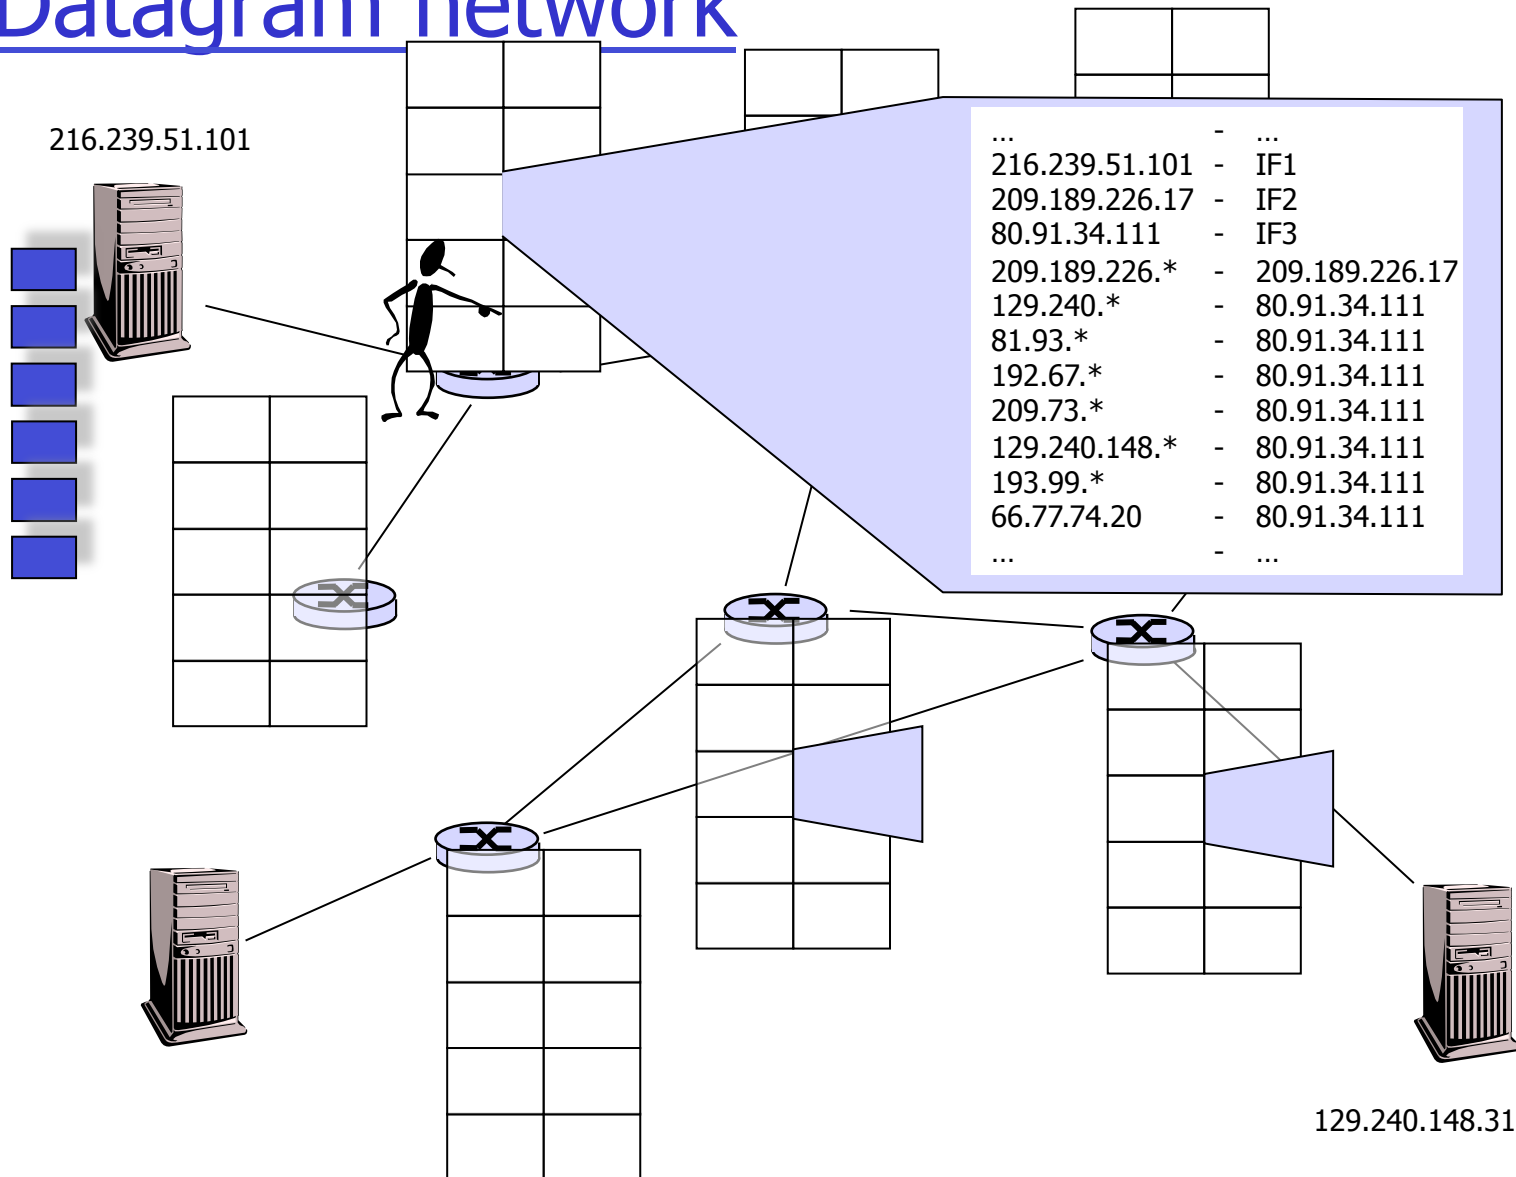 Datagram network
216.239.51.101
… - …
216.239.51.101 - IF1
209.189.226.17 - IF2
80.91.34.111 - IF3
209.189.226.* - 209.189.226.17
129.240.* - 80.91.34.111
81.93.* - 80.91.34.111
192.67.* - 80.91.34.111
209.73.* - 80.91.34.111
129.240.148.* - 80.91.34.111
193.99.* - 80.91.34.111
66.77.74.20 - 80.91.34.111
… - …
129.240.148.31